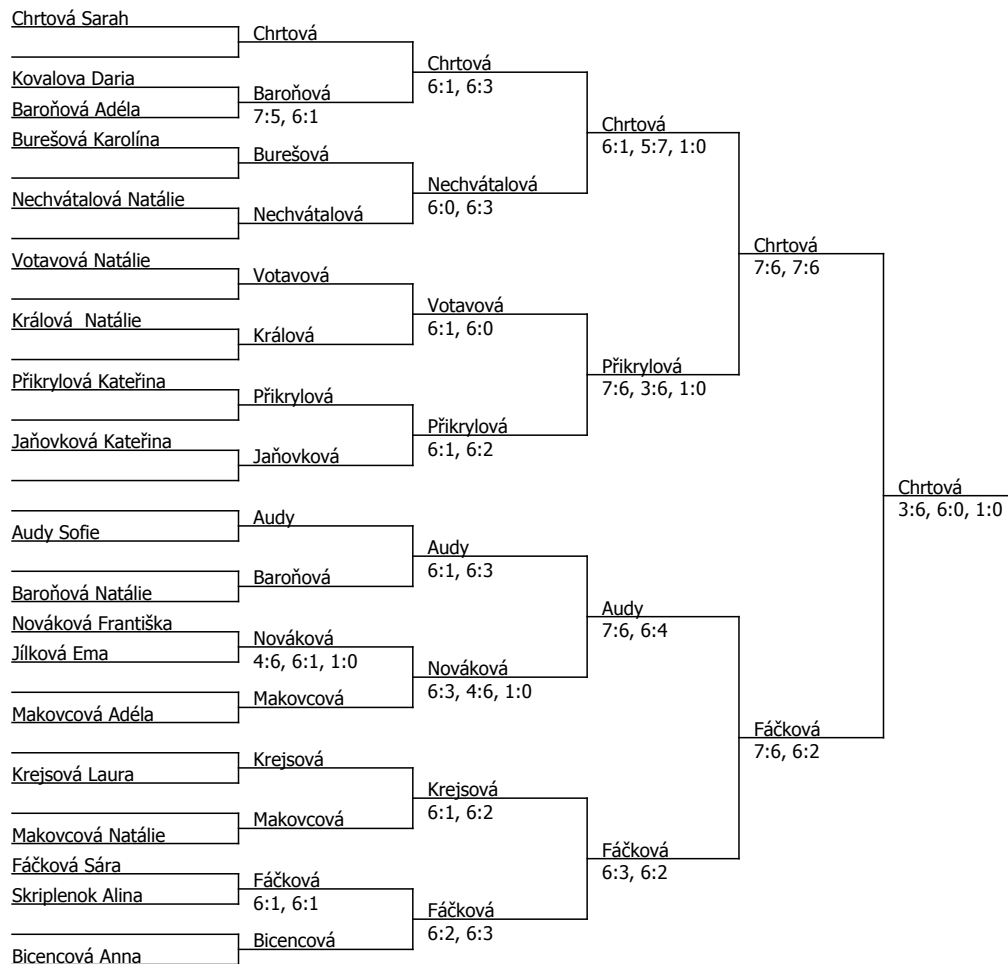 Chrtová Sarah
Kovalova Daria
Baroňová Adéla
Burešová Karolína
Nechvátalová Natálie
Votavová Natálie
Králová  Natálie
Přikrylová Kateřina
Jaňovková Kateřina
Audy Sofie
Baroňová Natálie
Nováková Františka
Jílková Ema
Makovcová Adéla
Krejsová Laura
Makovcová Natálie
Fáčková Sára
Skriplenok Alina
Bicencová Anna
Chrtová
Baroňová
7:5, 6:1
Burešová
Nechvátalová
Votavová
Králová
Přikrylová
Jaňovková
Audy
Baroňová
Nováková
4:6, 6:1, 1:0
Makovcová
Krejsová
Makovcová
Fáčková
6:1, 6:1
Bicencová
Chrtová
6:1, 6:3
Nechvátalová
6:0, 6:3
Votavová
6:1, 6:0
Přikrylová
6:1, 6:2
Audy
6:1, 6:3
Nováková
6:3, 4:6, 1:0
Krejsová
6:1, 6:2
Fáčková
6:2, 6:3
Chrtová
6:1, 5:7, 1:0
Přikrylová
7:6, 3:6, 1:0
Audy
7:6, 6:4
Fáčková
6:3, 6:2
Chrtová
7:6, 7:6
Fáčková
7:6, 6:2
Chrtová
3:6, 6:0, 1:0